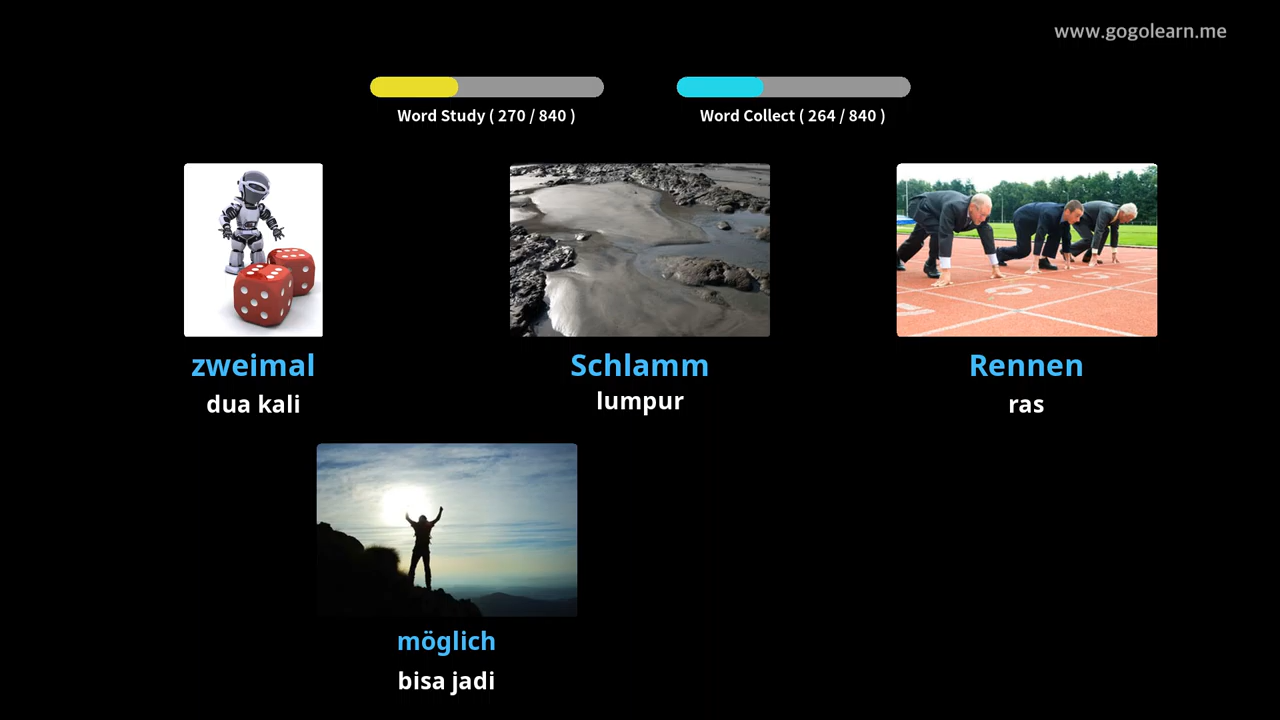 www.gogolearn.me
Word Study ( 270 / 840 )
Word Collect ( 264 / 840 )
zweimal
dua kali
Schlamm
lumpur
Rennen
ras
möglich
bisa jadi